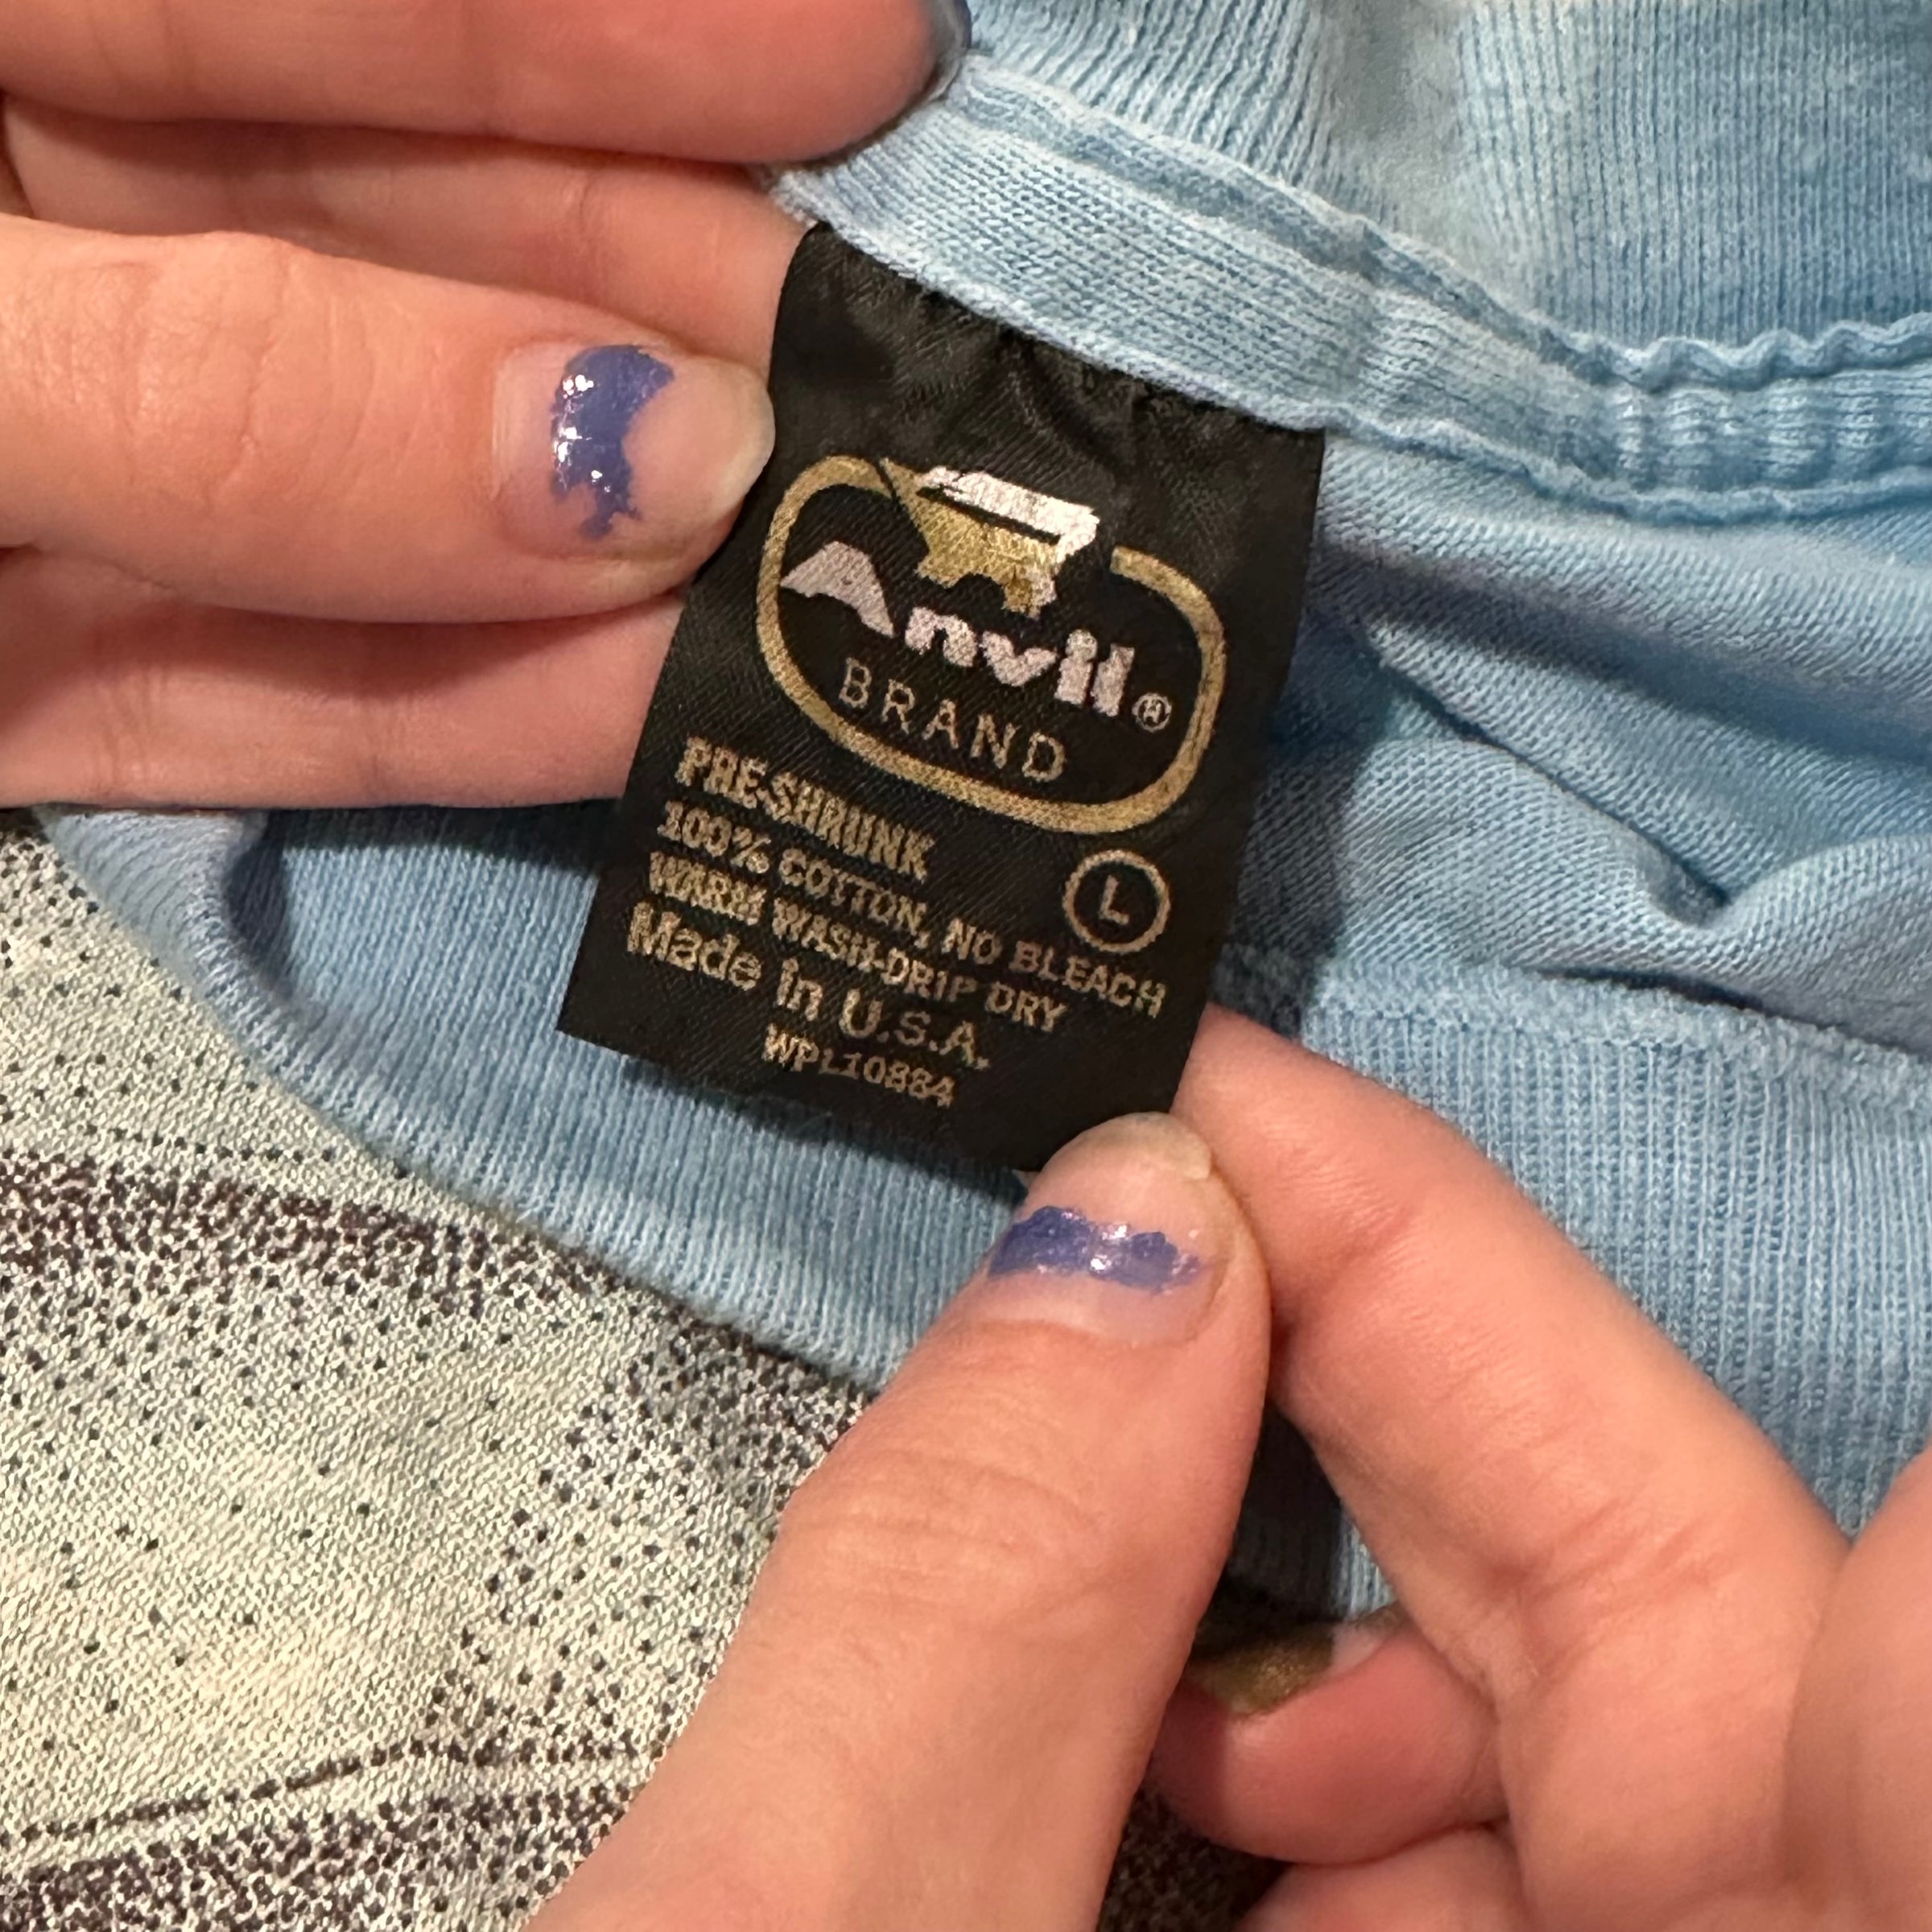 Anvil®
BRAND
PRE-SHRUNK
L
100% COTTON, NO BLEACH
WARM WASH-DRIP DRY
Made in U.S.A.
WPL10884